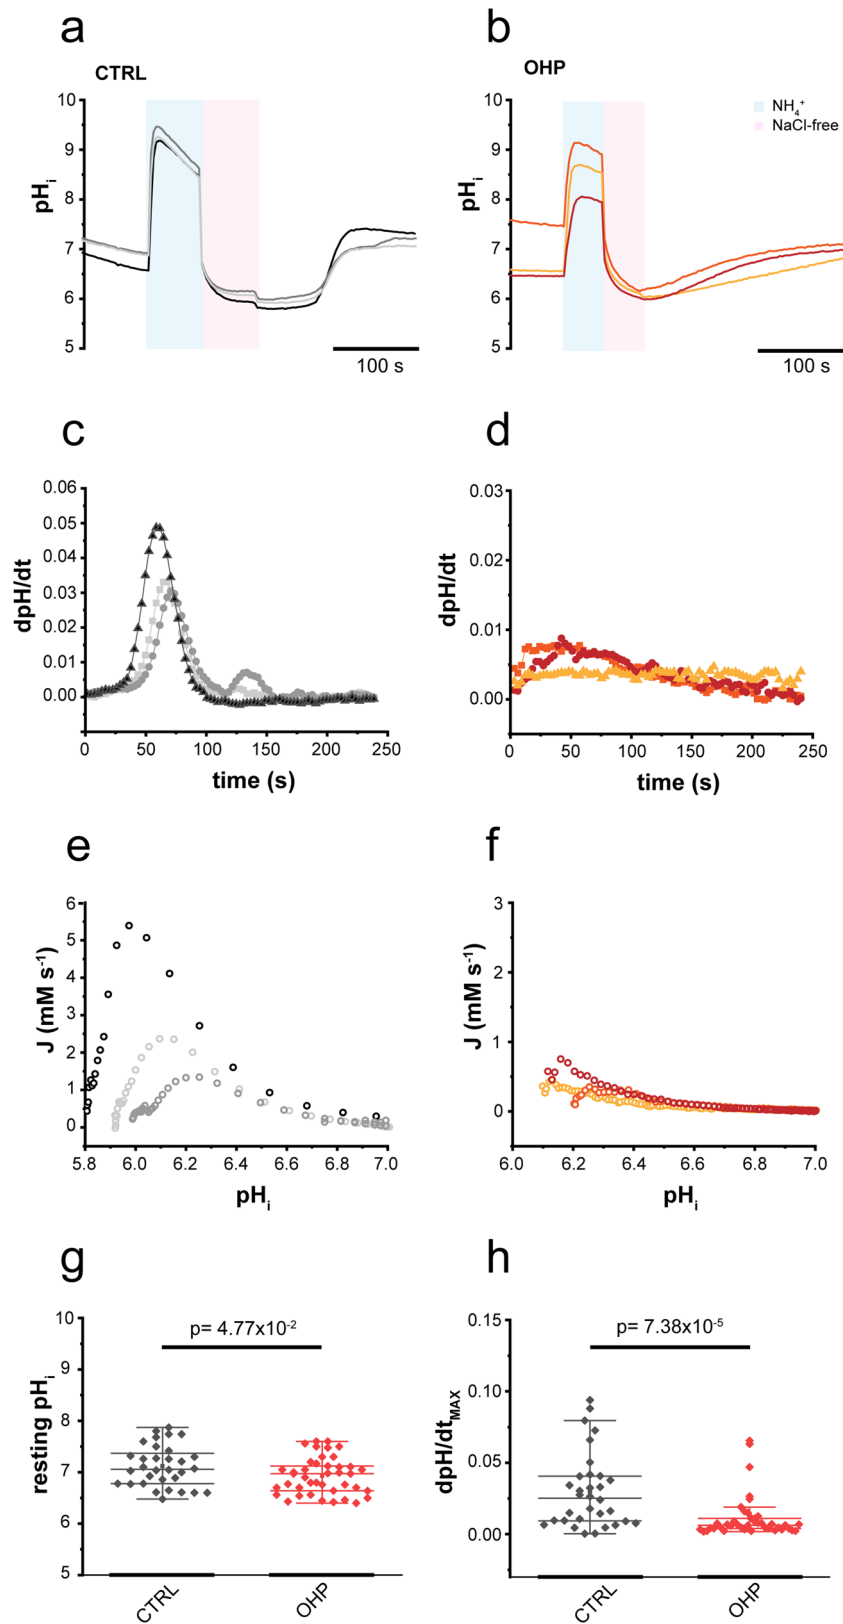 a
b
CTRL
OHP
NH₄⁺
NaCl-free
10
9
8
7
6
5
pHᵢ
100 s
10
9
8
7
6
5
pHᵢ
100 s
c
d
0.06
0.05
0.04
0.03
0.02
0.01
0.00
dpH/dt
0 50 100 150 200 250
time (s)
0.03
0.02
0.01
0.00
dpH/dt
0 50 100 150 200 250
time (s)
e
f
6
5
4
3
2
1
0
J (mM s⁻¹)
5.8 6.0 6.2 6.4 6.6 6.8 7.0
pHᵢ
3
2
1
0
J (mM s⁻¹)
6.0 6.2 6.4 6.6 6.8 7.0
pHᵢ
g
h
10
9
8
7
6
5
resting pHᵢ
p= 4.77x10⁻²
CTRL
OHP
0.15
0.10
0.05
0.00
dpH/dt_MAX
p= 7.38x10⁻⁵
CTRL
OHP